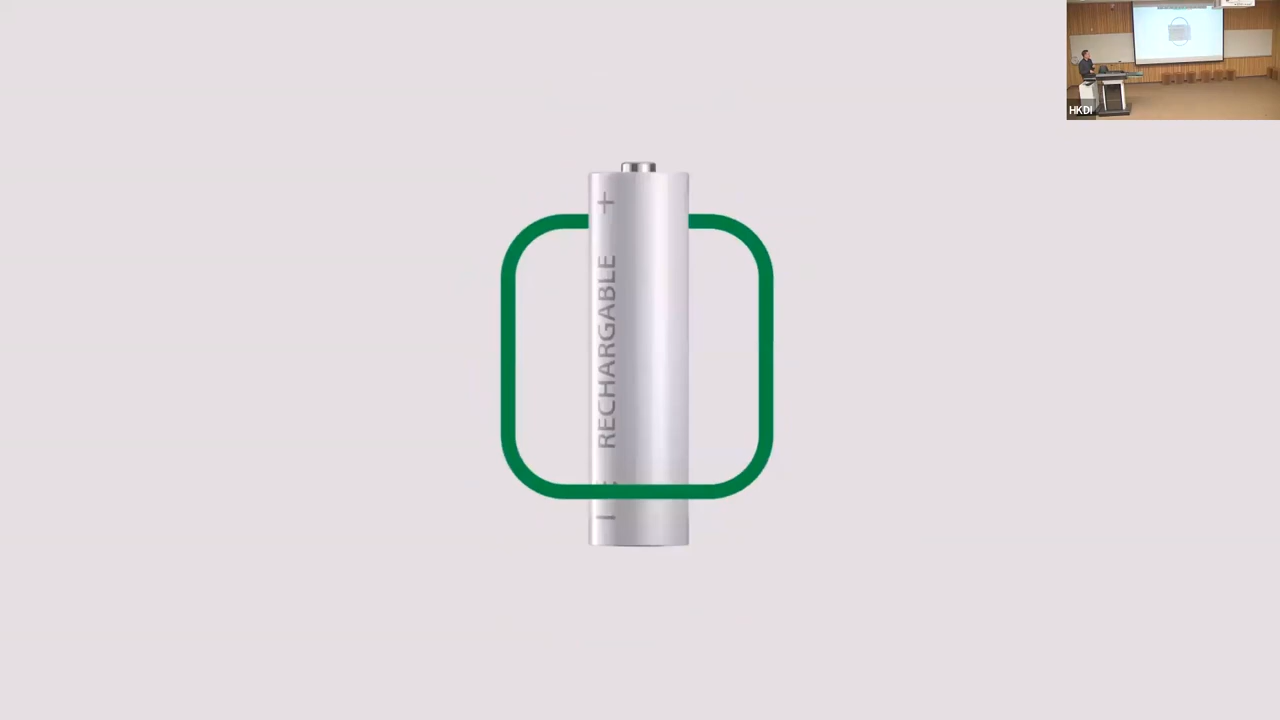 HKDI
+
RECHARGABLE
–